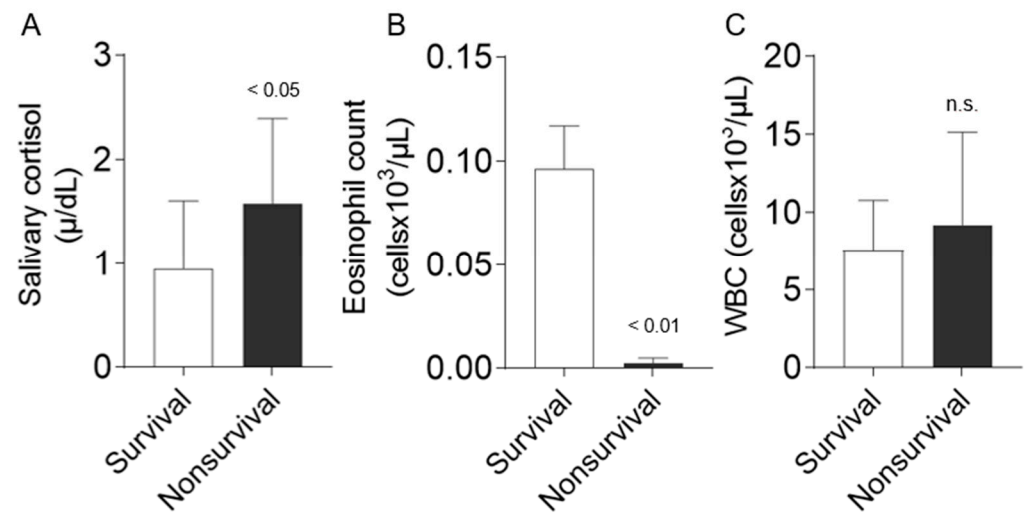 A
Salivary cortisol
(μ/dL)
3
2
1
0
< 0.05
Survival
Nonsurvival
B
Eosinophil count
(cellsx10³/μL)
0.15
0.10
0.05
0.00
< 0.01
Survival
Nonsurvival
C
WBC (cellsx10³/μL)
20
15
10
5
0
n.s.
Survival
Nonsurvival